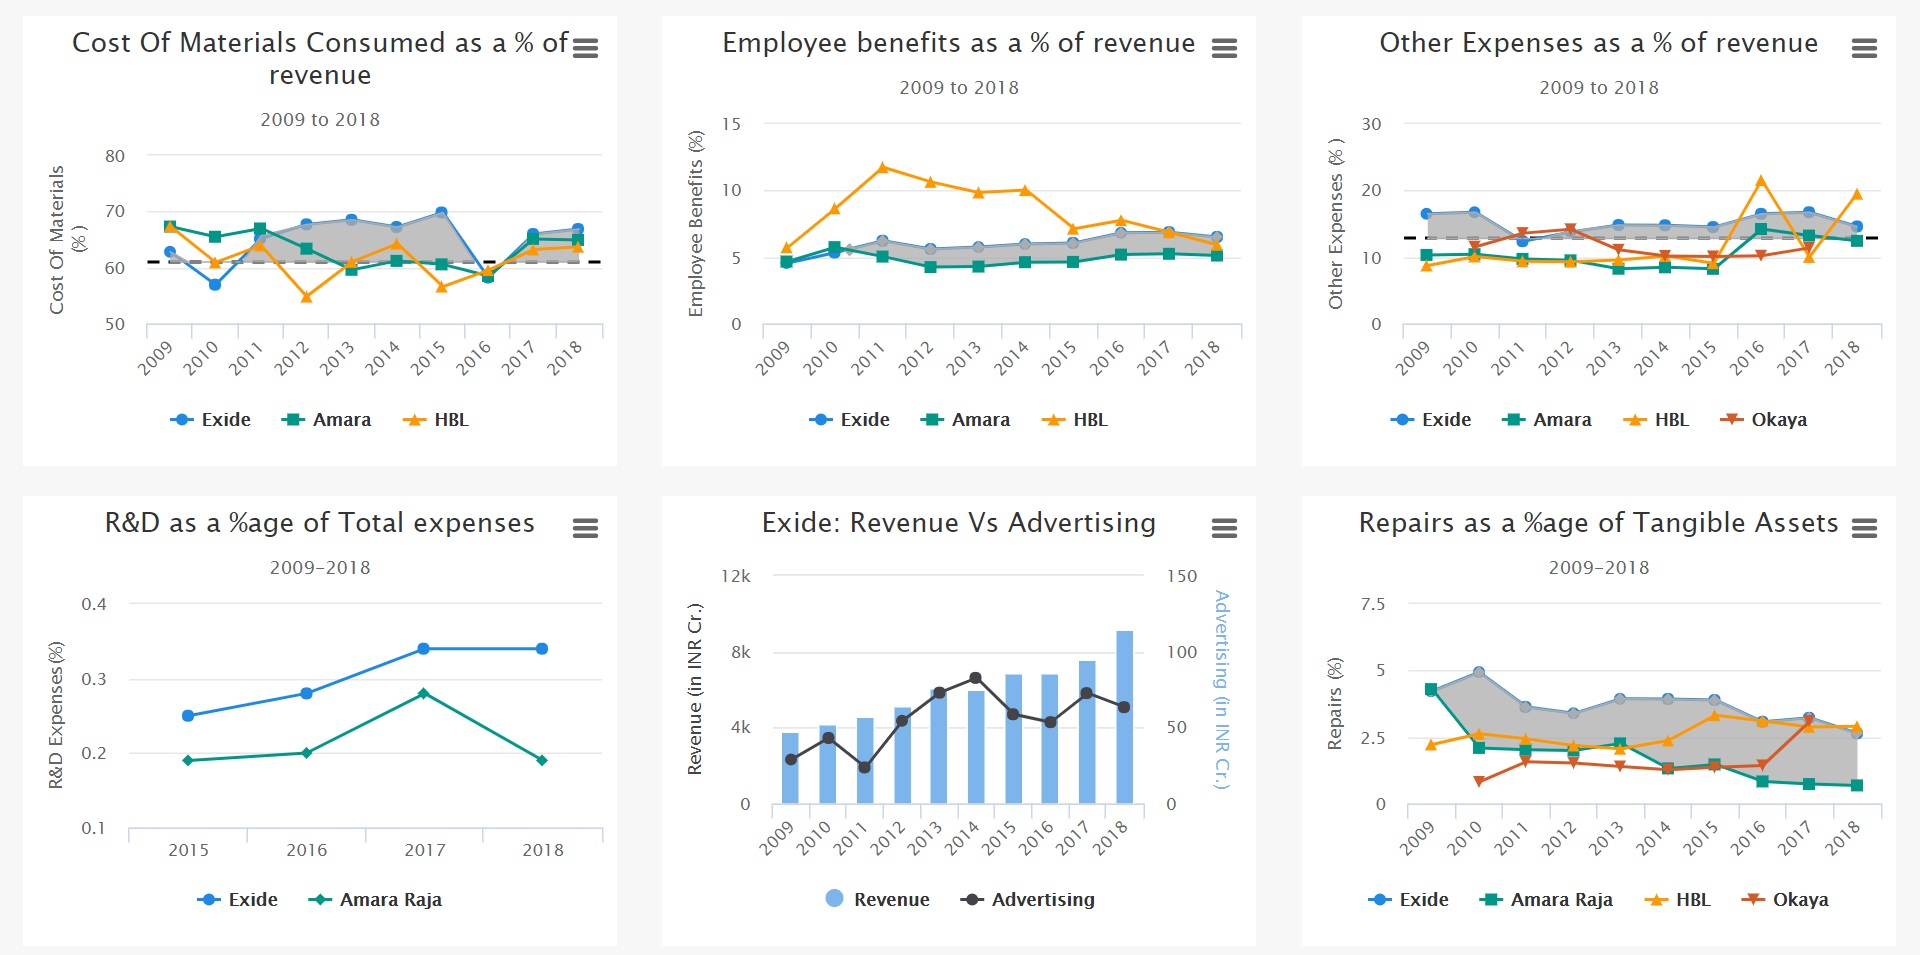 Cost Of Materials Consumed as a % of
revenue
2009 to 2018
Cost Of Materials
(% )
80
70
60
50
2009 2010 2011 2012 2013 2014 2015 2016 2017 2018
Exide Amara HBL
Employee benefits as a % of revenue
2009 to 2018
Employee Benefits (%)
15
10
5
0
2009 2010 2011 2012 2013 2014 2015 2016 2017 2018
Exide Amara HBL
Other Expenses as a % of revenue
2009 to 2018
Other Expenses (% )
30
20
10
0
2009 2010 2011 2012 2013 2014 2015 2016 2017 2018
Exide Amara HBL Okaya
R&D as a %age of Total expenses
2009-2018
R&D Expenses(%)
0.4
0.3
0.2
0.1
2015 2016 2017 2018
Exide Amara Raja
Exide: Revenue Vs Advertising
Revenue (in INR Cr.)
12k
8k
4k
0
Advertising (in INR Cr.)
150
100
50
0
2009 2010 2011 2012 2013 2014 2015 2016 2017 2018
Revenue Advertising
Repairs as a %age of Tangible Assets
2009-2018
Repairs (%)
7.5
5
2.5
0
2009 2010 2011 2012 2013 2014 2015 2016 2017 2018
Exide Amara Raja HBL Okaya